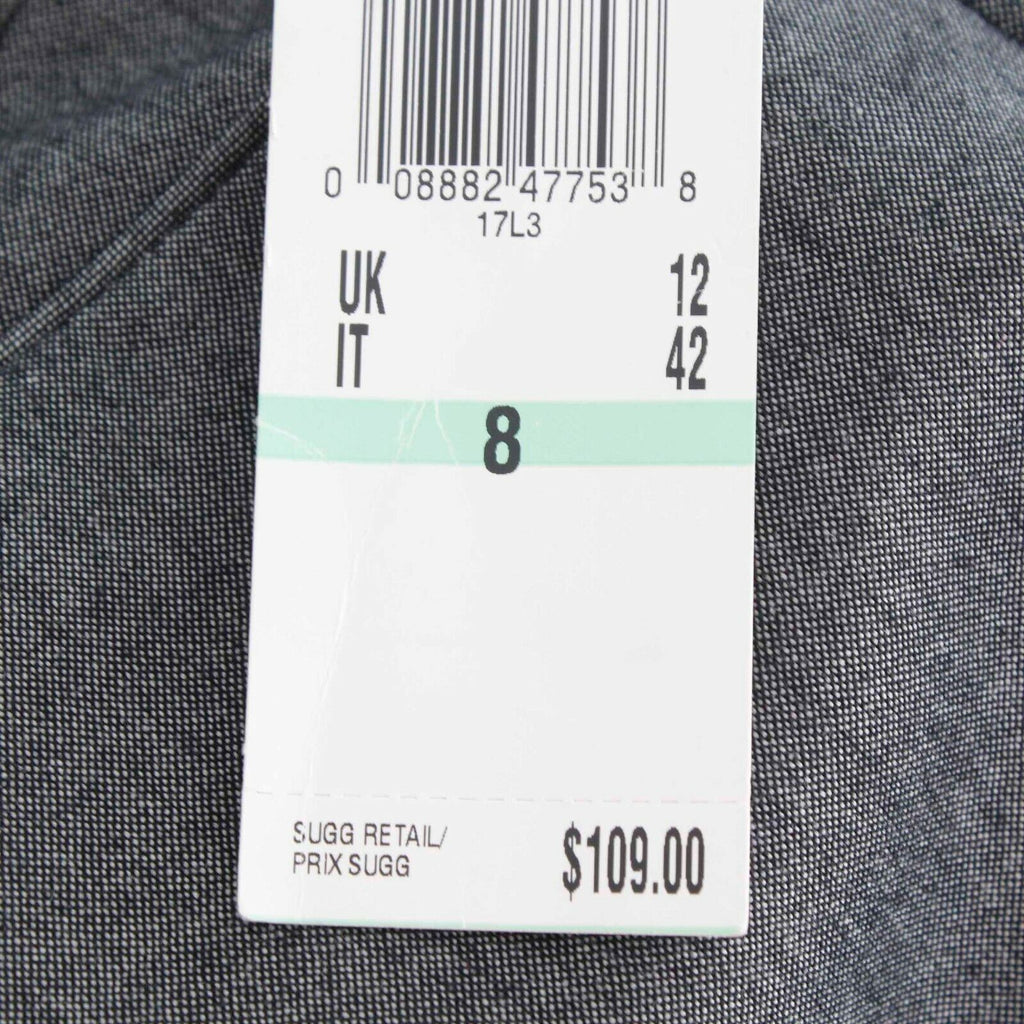 0 08882 47753 8
17L3
UK 12
IT 42
8
SUGG RETAIL/
PRIX SUGG
$109.00